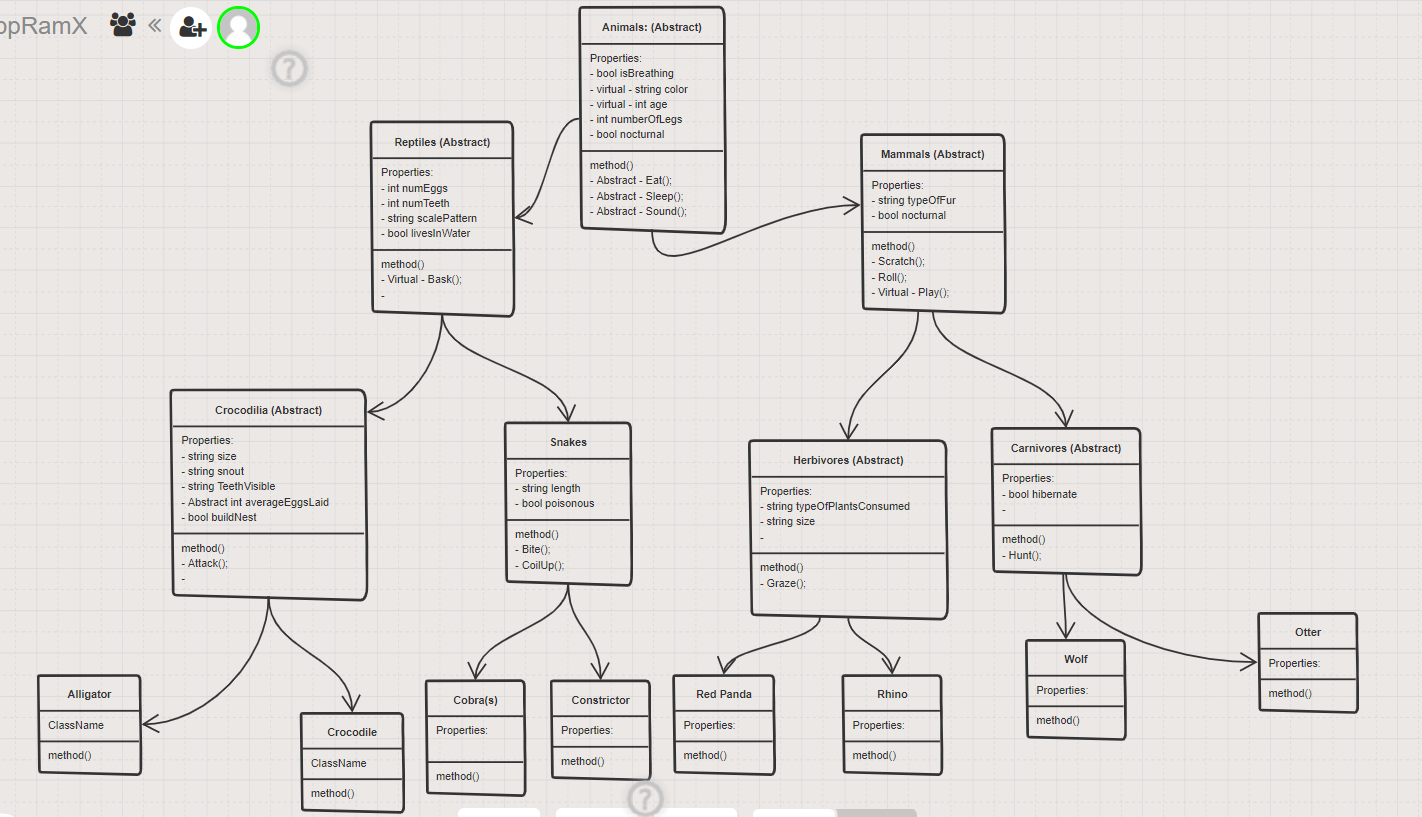 ppRamX
Animals: (Abstract)
Properties:
- bool isBreathing
- virtual - string color
- virtual - int age
- int numberOfLegs
- bool nocturnal
method()
- Abstract - Eat();
- Abstract - Sleep();
- Abstract - Sound();
Reptiles (Abstract)
Properties:
- int numEggs
- int numTeeth
- string scalePattern
- bool livesInWater
method()
- Virtual - Bask();
-
Mammals (Abstract)
Properties:
- string typeOfFur
- bool nocturnal
method()
- Scratch();
- Roll();
- Virtual - Play();
Crocodilia (Abstract)
Properties:
- string size
- string snout
- string TeethVisible
- Abstract int averageEggsLaid
- bool buildNest
method()
- Attack();
-
Snakes
Properties:
- string length
- bool poisonous
method()
- Bite();
- CoilUp();
Herbivores (Abstract)
Properties:
- string typeOfPlantsConsumed
- string size
-
method()
- Graze();
Carnivores (Abstract)
Properties:
- bool hibernate
-
method()
- Hunt();
Alligator
ClassName
method()
Crocodile
ClassName
method()
Cobra(s)
Properties:
method()
Constrictor
Properties:
method()
Red Panda
Properties:
method()
Rhino
Properties:
method()
Wolf
Properties:
method()
Otter
Properties:
method()
?
?